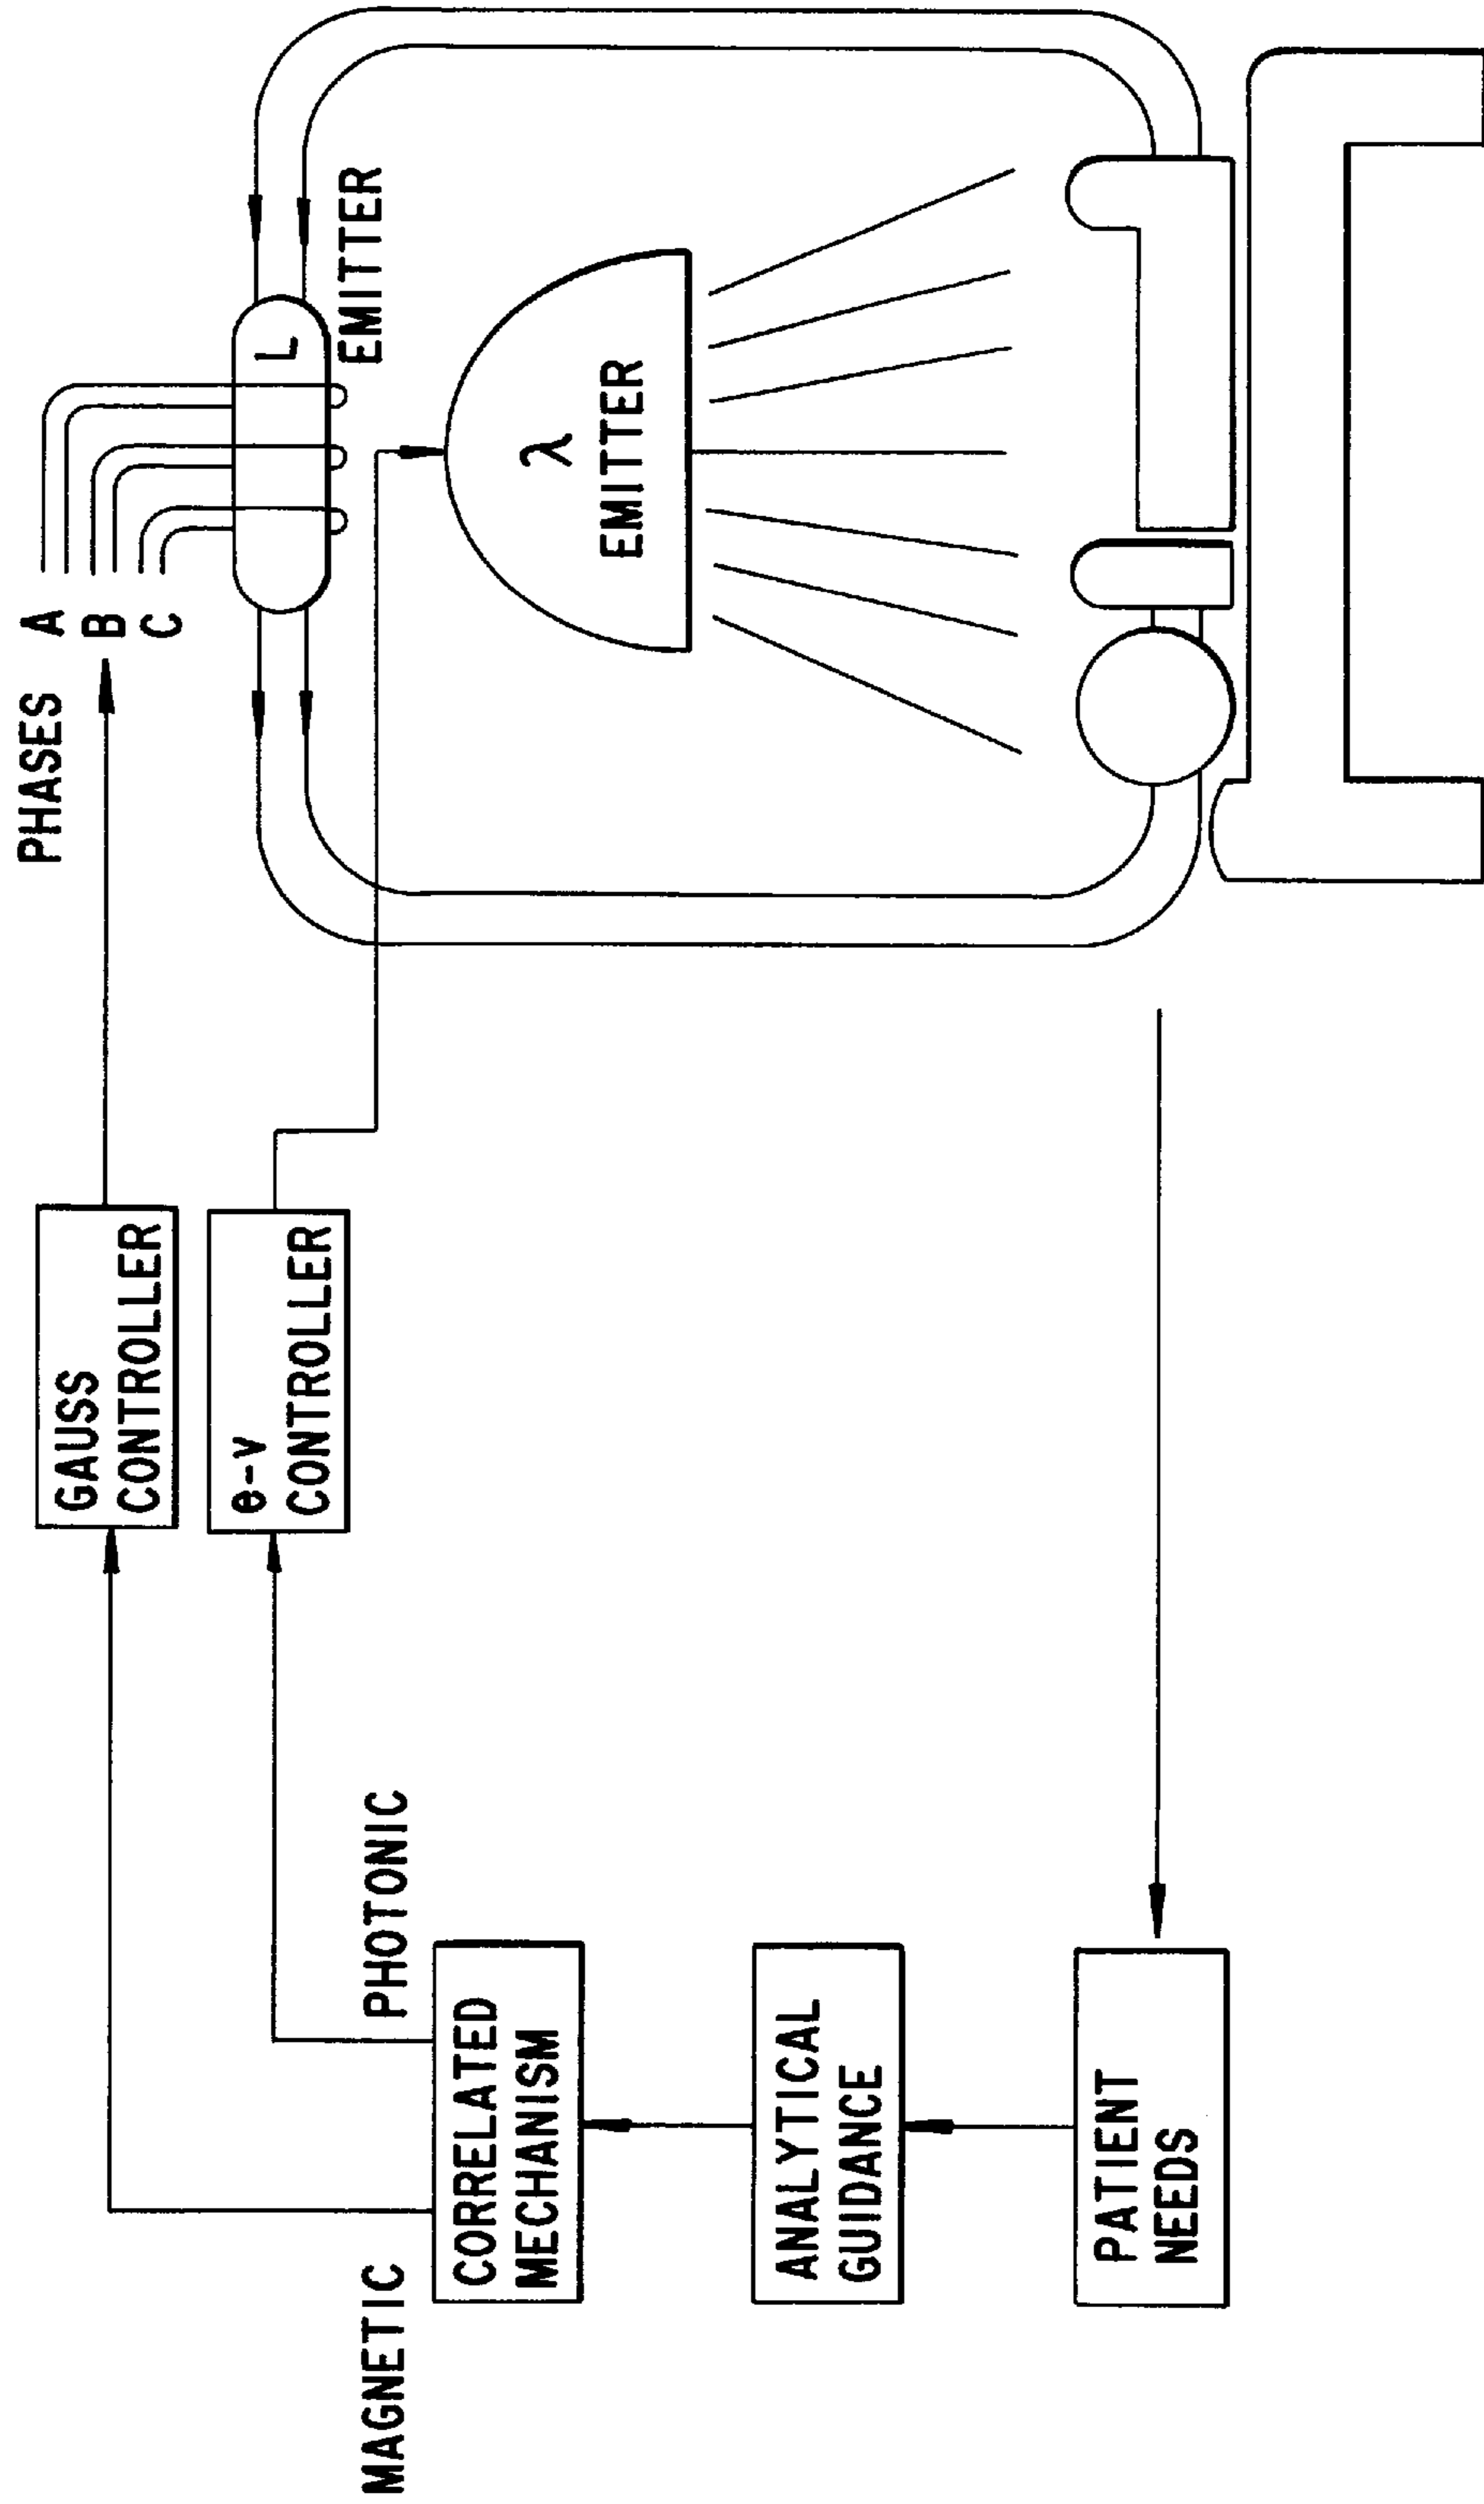 PHASES
A
B
C
GAUSS
CONTROLLER
e-v
CONTROLLER
L
EMITTER
λ
EMITTER
MAGNETIC
PHOTONIC
CORRELATED
MECHANISM
ANALYTICAL
GUIDANCE
PATIENT
NEEDS